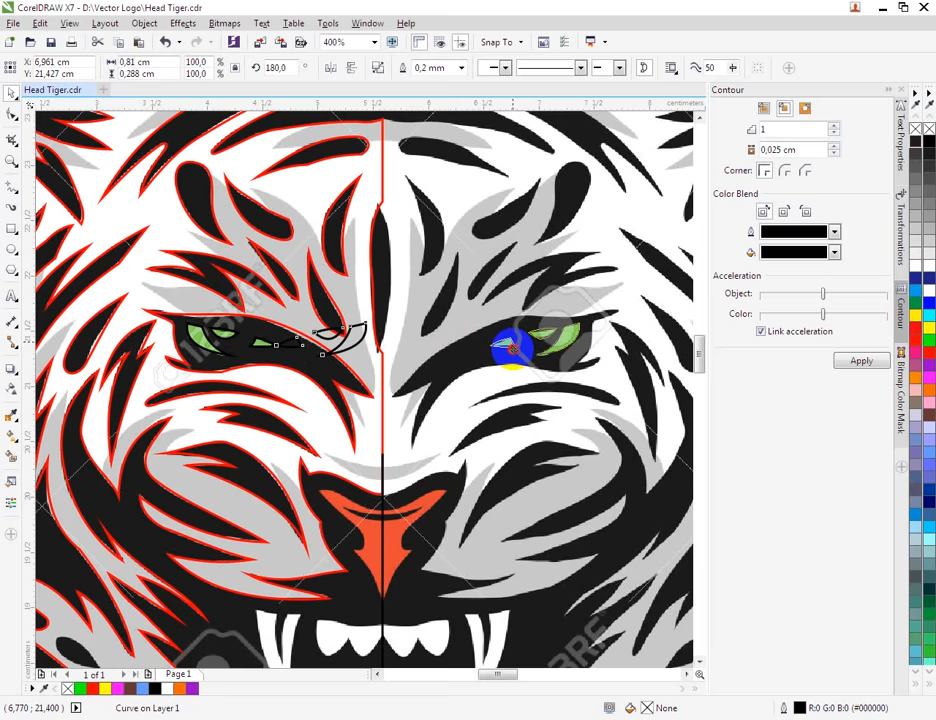 CorelDRAW X7 - D:\Vector Logo\Head Tiger.cdr
File Edit View Layout Object Effects Bitmaps Text Table Tools Window Help
400% Snap To
X: 6,961 cm 0,81 cm 100,0 % 180,0 ° 0,2 mm 50
Y: 21,427 cm 0,288 cm 100,0 %
Head Tiger.cdr
centimeters
Contour
1
0,025 cm
Corner:
Color Blend
Acceleration
Object:
Color:
Link acceleration
Apply
Text Properties
Transformations
Contour
Bitmap Color Mask
centimeters
1 of 1 Page 1
( 6,770 ; 21,400 ) Curve on Layer 1 None R:0 G:0 B:0 (#000000)